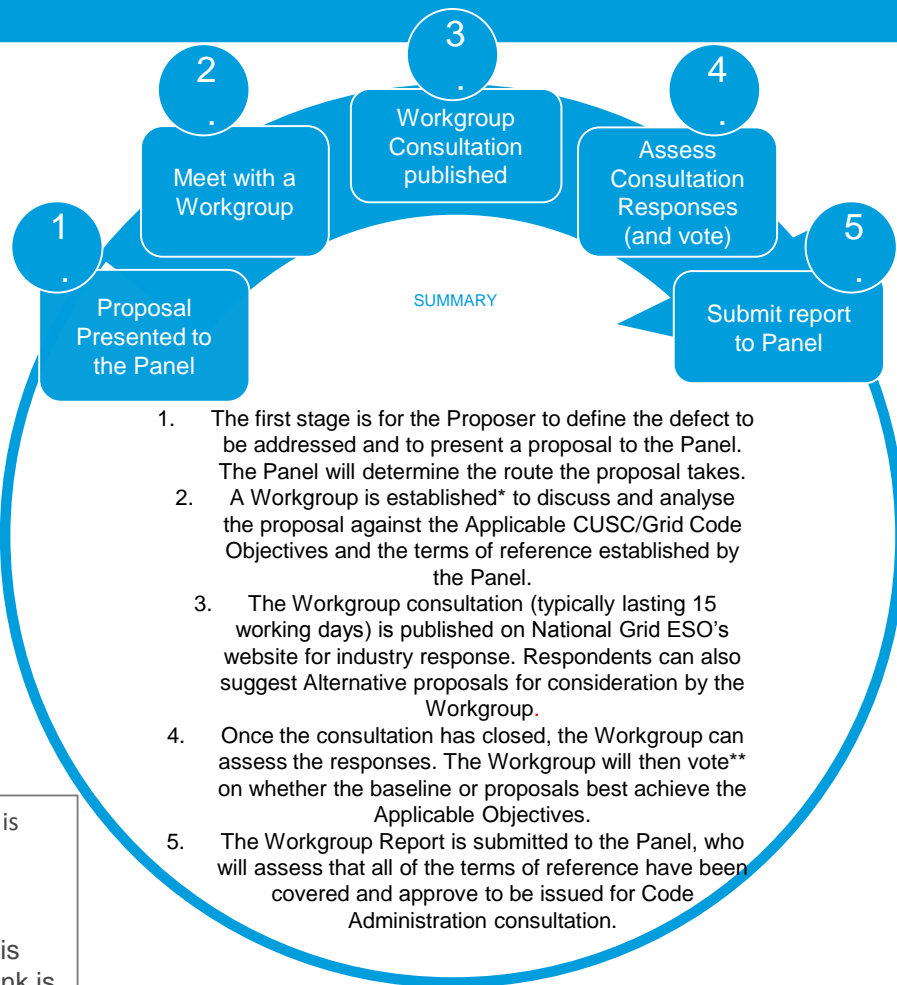 1
.
Proposal
Presented to
the Panel
2
.
Meet with a
Workgroup
3
.
Workgroup
Consultation
published
4
.
Assess
Consultation
Responses
(and vote)
5
.
Submit report
to Panel
SUMMARY
1. The first stage is for the Proposer to define the defect to
be addressed and to present a proposal to the Panel.
The Panel will determine the route the proposal takes.
2. A Workgroup is established* to discuss and analyse
the proposal against the Applicable CUSC/Grid Code
Objectives and the terms of reference established by
the Panel.
3. The Workgroup consultation (typically lasting 15
working days) is published on National Grid ESO's
website for industry response. Respondents can also
suggest Alternative proposals for consideration by the
Workgroup.
4. Once the consultation has closed, the Workgroup can
assess the responses. The Workgroup will then vote**
on whether the baseline or proposals best achieve the
Applicable Objectives.
5. The Workgroup Report is submitted to the Panel, who
will assess that all of the terms of reference have been
covered and approve to be issued for Code
Administration consultation.
is
is
is